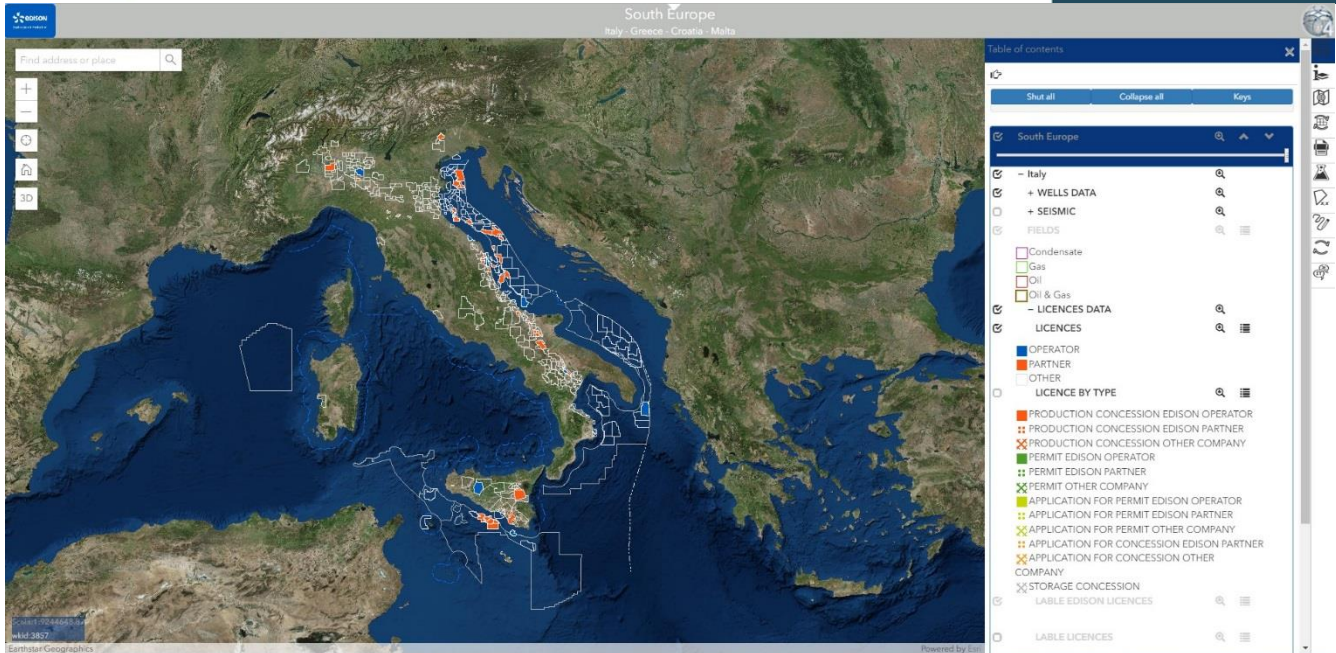 EDISON
South Europe
Italy - Greece - Croatia - Malta
Find address or place
3D
wkid:3857
Earthstar Geographics
Powered by Esri
Table of contents
Shut all
Collapse all
Keys
South Europe
− Italy
+ WELLS DATA
+ SEISMIC
FIELDS
Condensate
Gas
Oil
Oil & Gas
− LICENCES DATA
LICENCES
OPERATOR
PARTNER
OTHER
LICENCE BY TYPE
PRODUCTION CONCESSION EDISON OPERATOR
PRODUCTION CONCESSION EDISON PARTNER
PRODUCTION CONCESSION OTHER COMPANY
PERMIT EDISON OPERATOR
PERMIT EDISON PARTNER
PERMIT OTHER COMPANY
APPLICATION FOR PERMIT EDISON OPERATOR
APPLICATION FOR PERMIT EDISON PARTNER
APPLICATION FOR PERMIT OTHER COMPANY
APPLICATION FOR CONCESSION EDISON PARTNER
APPLICATION FOR CONCESSION OTHER
COMPANY
STORAGE CONCESSION
LABLE EDISON LICENCES
LABLE LICENCES